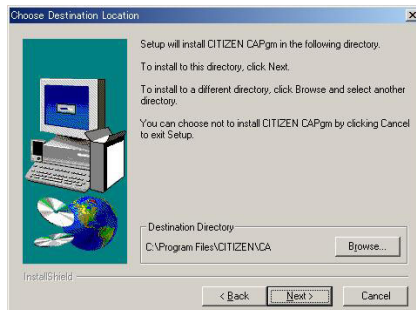 Choose Destination Location
Setup will install CITIZEN CAPgm in the following directory.
To install to this directory, click Next.
To install to a different directory, click Browse and select another
directory.
You can choose not to install CITIZEN CAPgm by clicking Cancel
to exit Setup.
Destination Directory
C:\Program Files\CITIZEN\CA
Browse...
InstallShield
< Back
Next >
Cancel